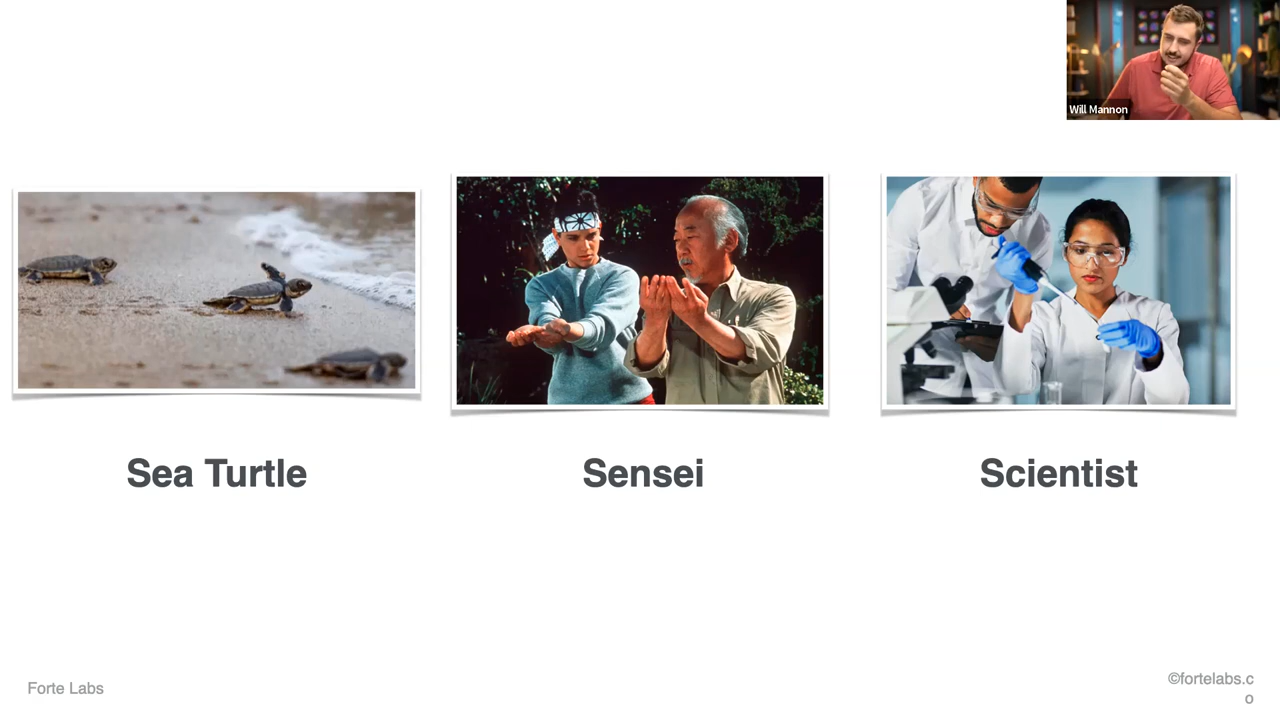 Will Mannon
Sea Turtle
Sensei
Scientist
Forte Labs
©fortelabs.c
o